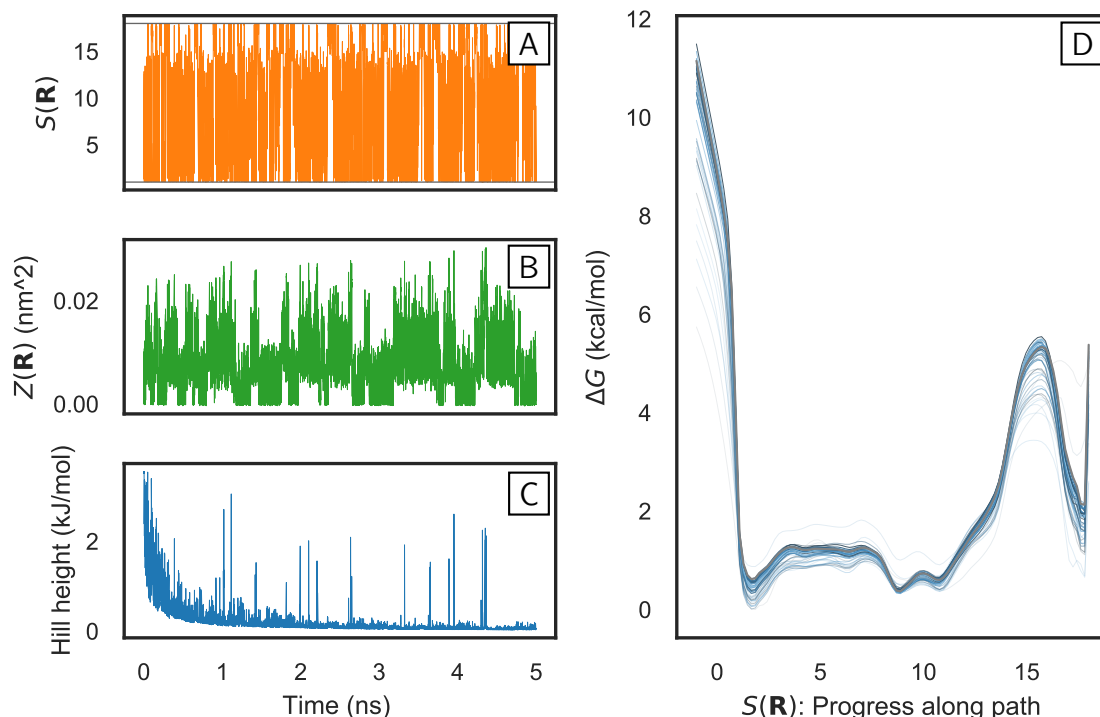 A
15
10
5
S(R)
B
0.02
0.00
Z(R) (nm^2)
C
2
0
Hill height (kJ/mol)
0 1 2 3 4 5
Time (ns)
D
12
10
8
6
4
2
0
ΔG (kcal/mol)
0 5 10 15
S(R): Progress along path